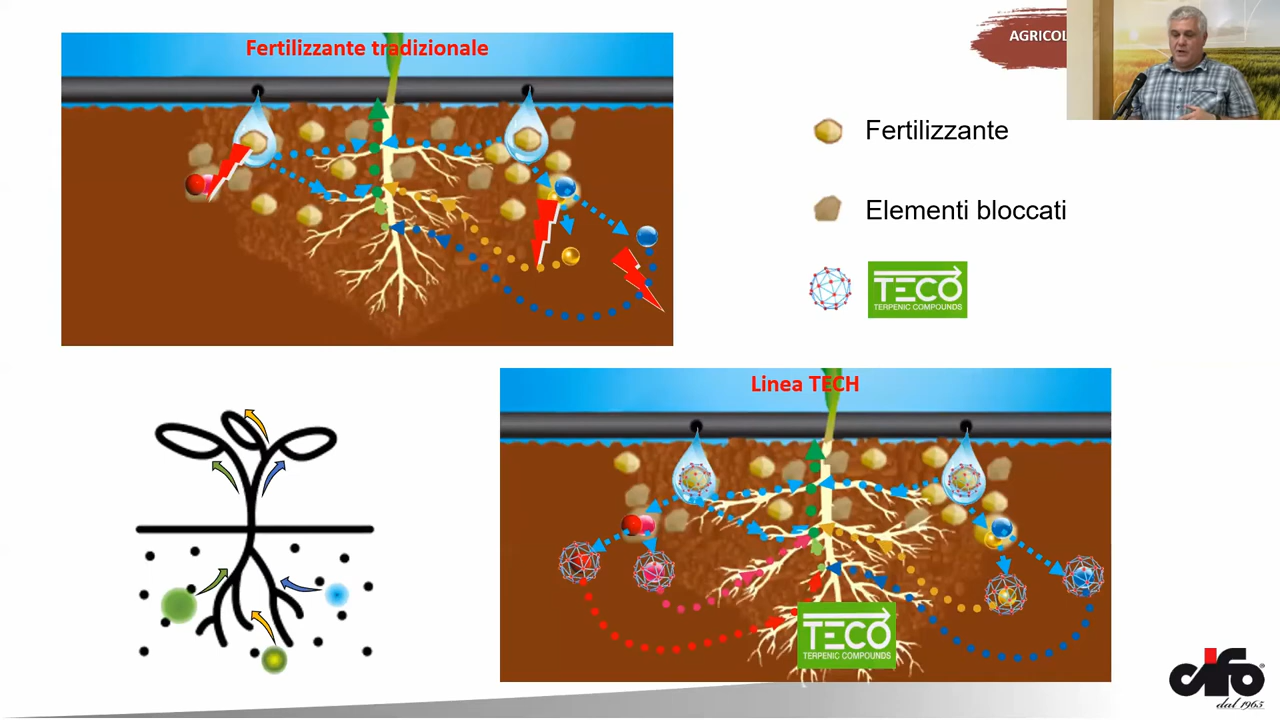 Fertilizzante tradizionale
AGRICOL
Fertilizzante
Elementi bloccati
TECO
TERPENIC COMPOUNDS
Linea TECH
TECO
TERPENIC COMPOUNDS
cifo®
dal 1965